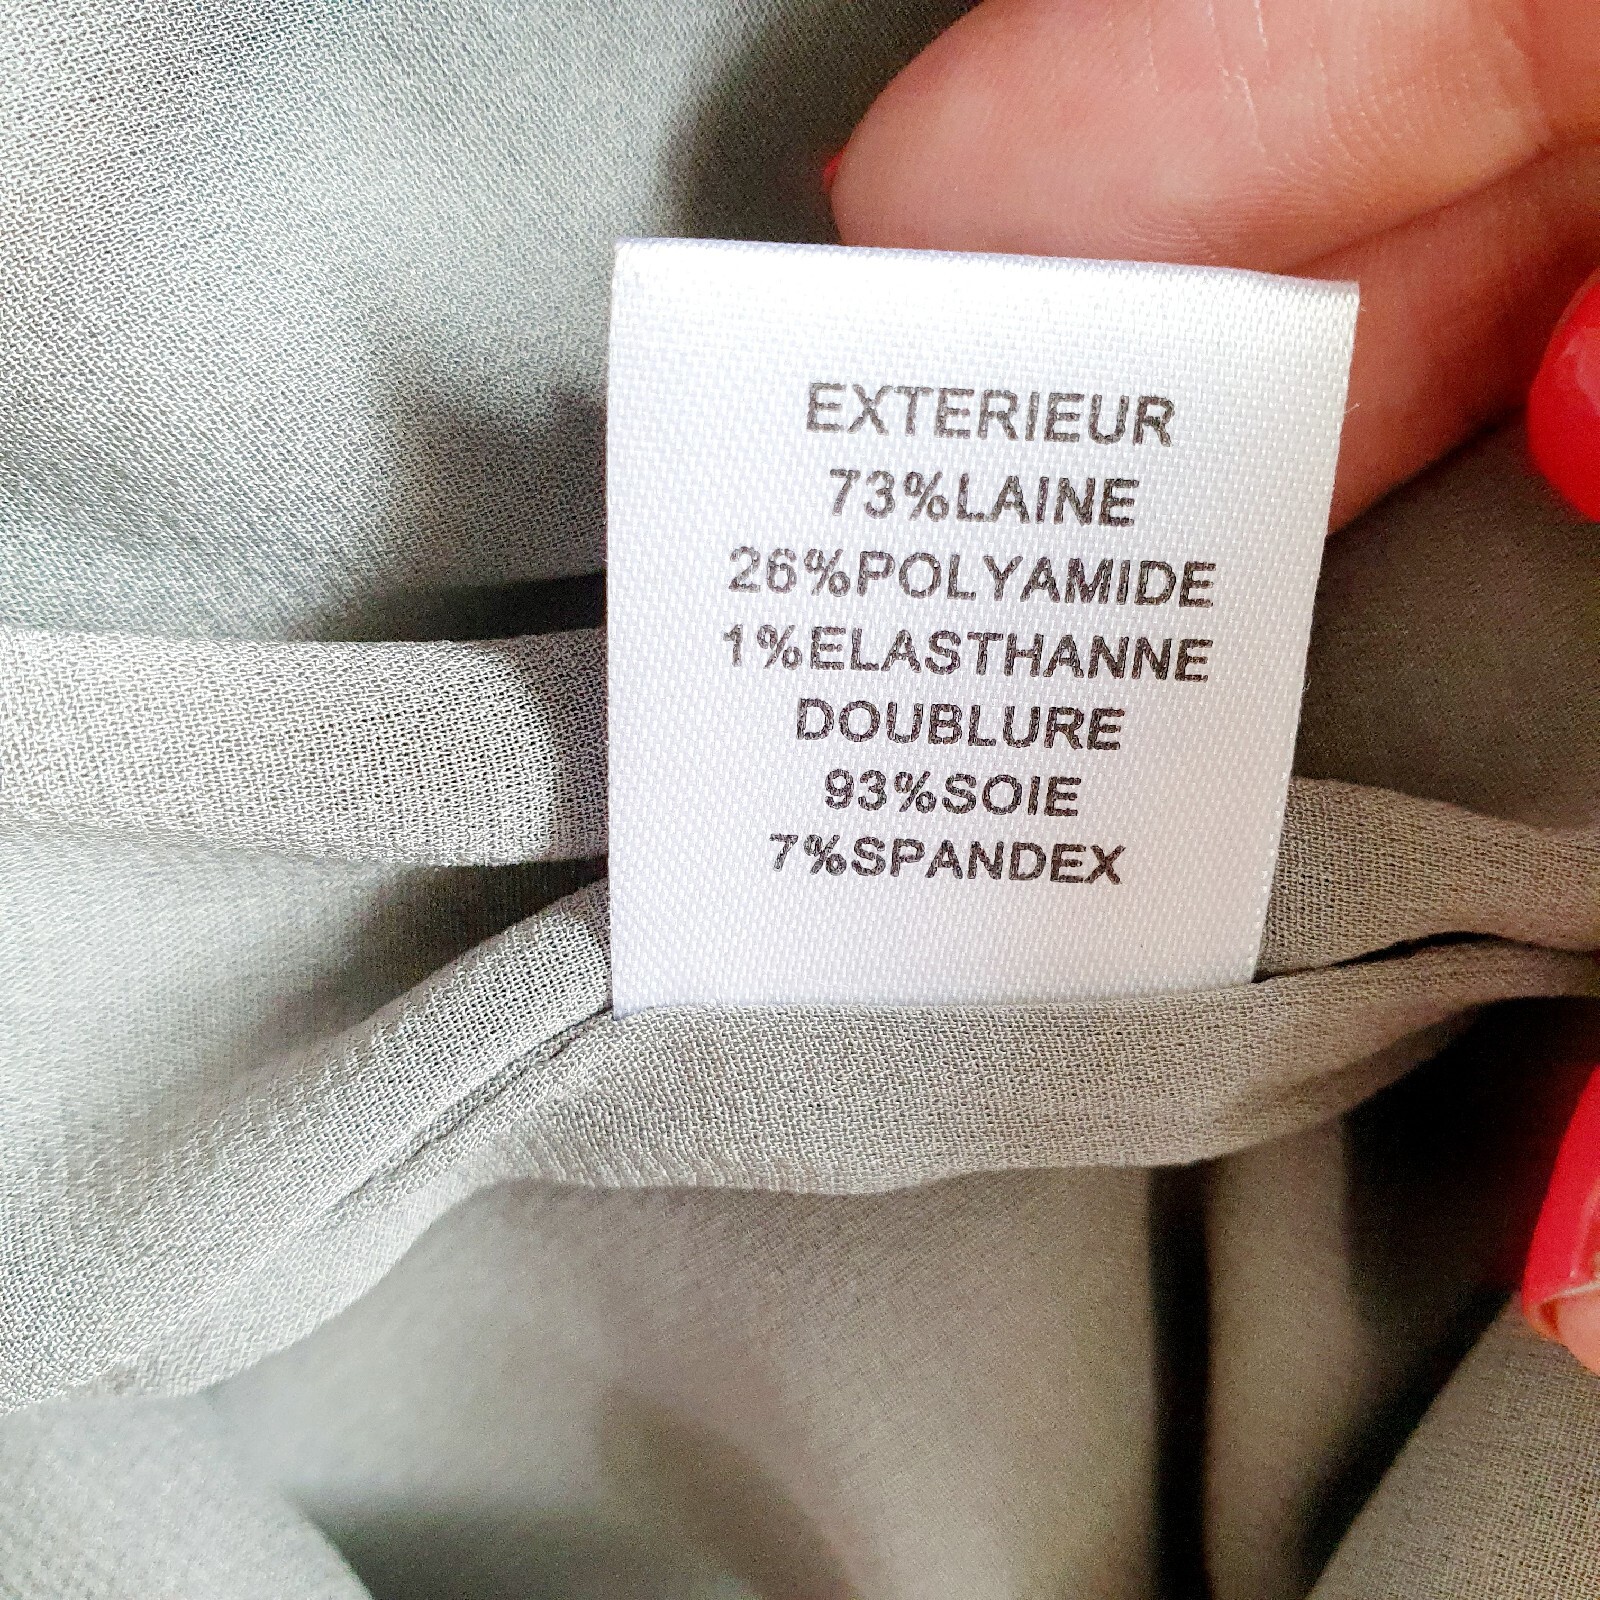 EXTERIEUR
73%LAINE
26%POLYAMIDE
1%ELASTHANNE
DOUBLURE
93%SOIE
7%SPANDEX